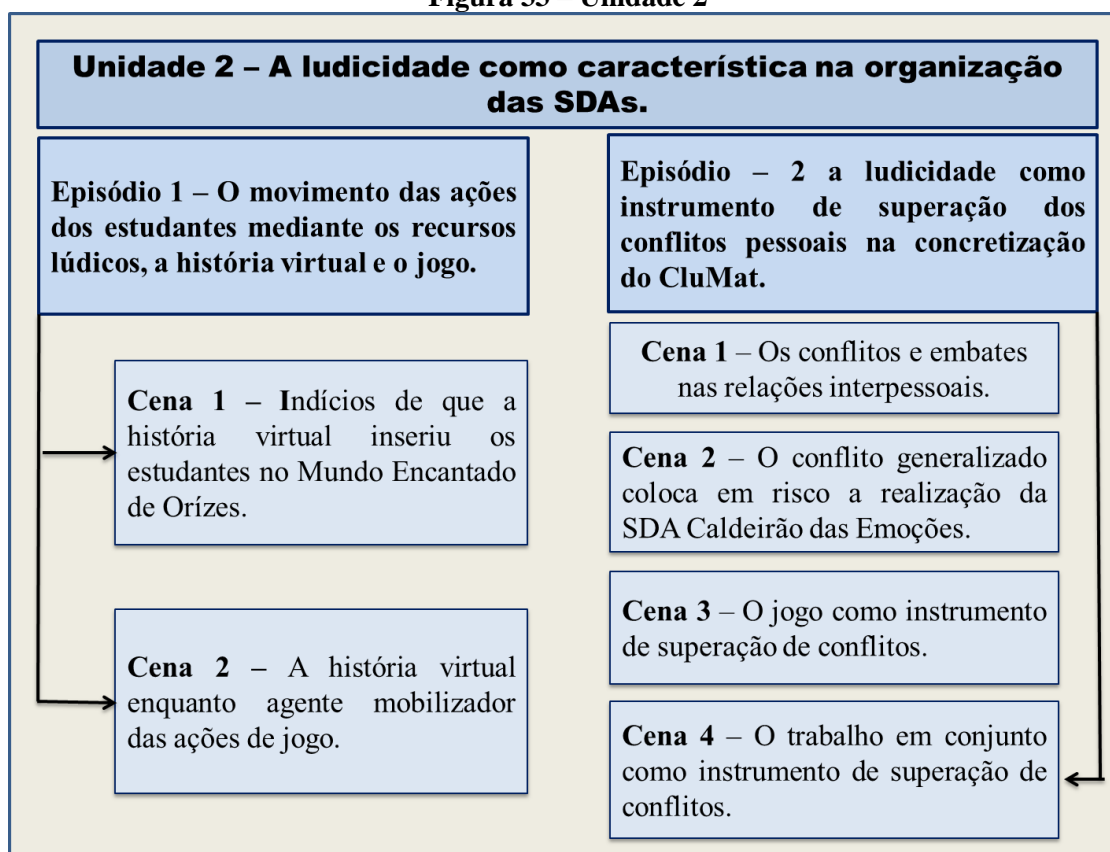 Figura 33 – Unidade 2
Unidade 2 – A ludicidade como característica na organização
das SDAs.
Episódio 1 – O movimento das ações
dos estudantes mediante os recursos
lúdicos, a história virtual e o jogo.
Cena 1 – Indícios de que a
história virtual inseriu os
estudantes no Mundo Encantado
de Orízes.
Cena 2 – A história virtual
enquanto agente mobilizador
das ações de jogo.
Episódio – 2 a ludicidade como
instrumento de superação dos
conflitos pessoais na concretização
do CluMat.
Cena 1 – Os conflitos e embates
nas relações interpessoais.
Cena 2 – O conflito generalizado
coloca em risco a realização da
SDA Caldeirão das Emoções.
Cena 3 – O jogo como instrumento
de superação de conflitos.
Cena 4 – O trabalho em conjunto
como instrumento de superação de
conflitos.